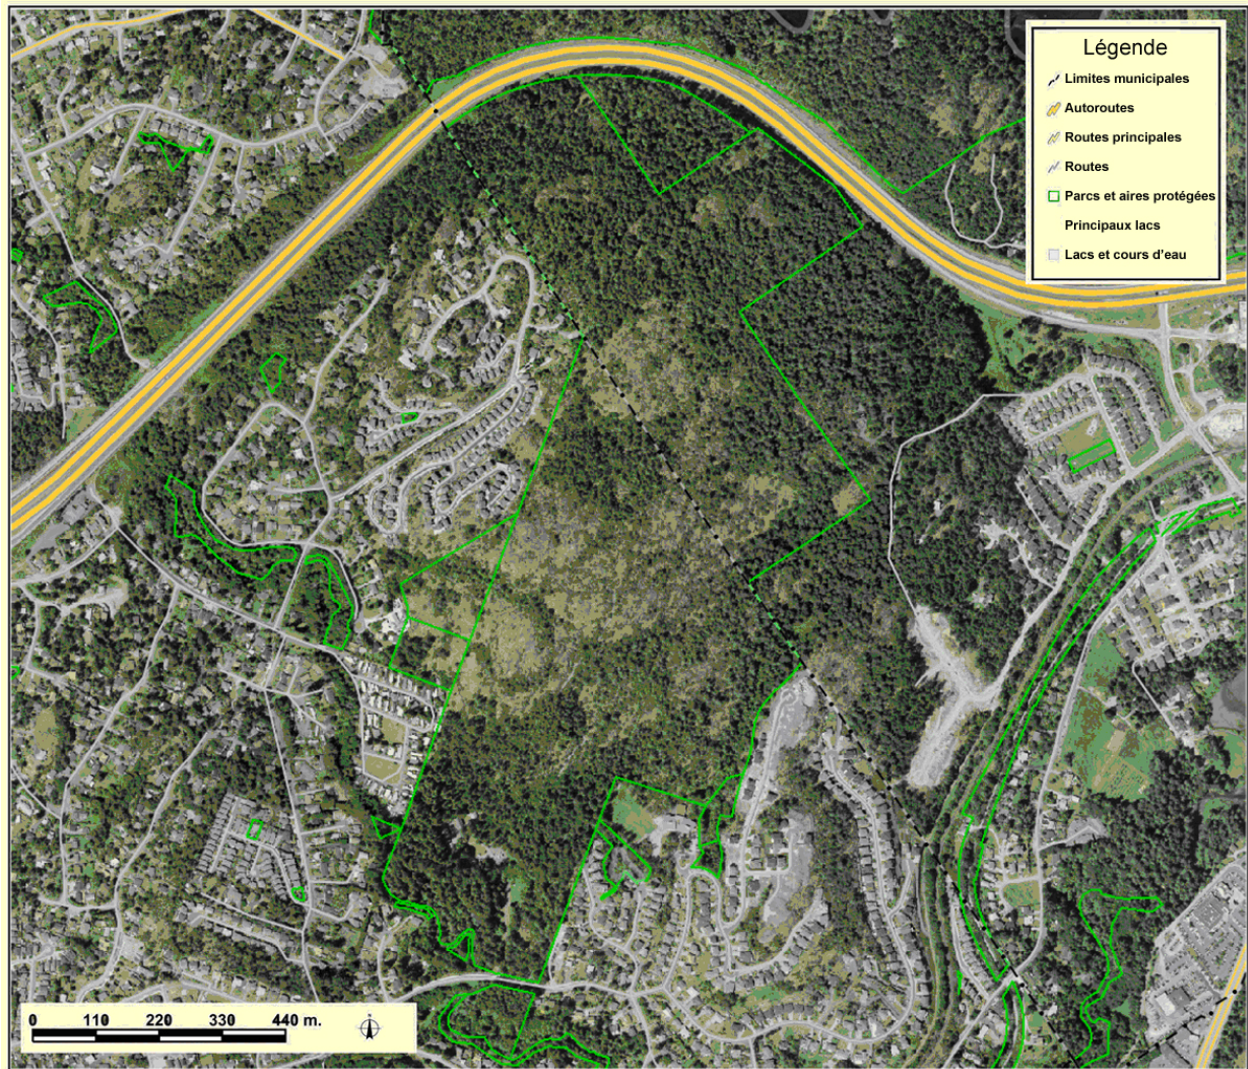 Légende
Limites municipales
Autoroutes
Routes principales
Routes
Parcs et aires protégées
Principaux lacs
Lacs et cours d'eau
0 110 220 330 440 m.